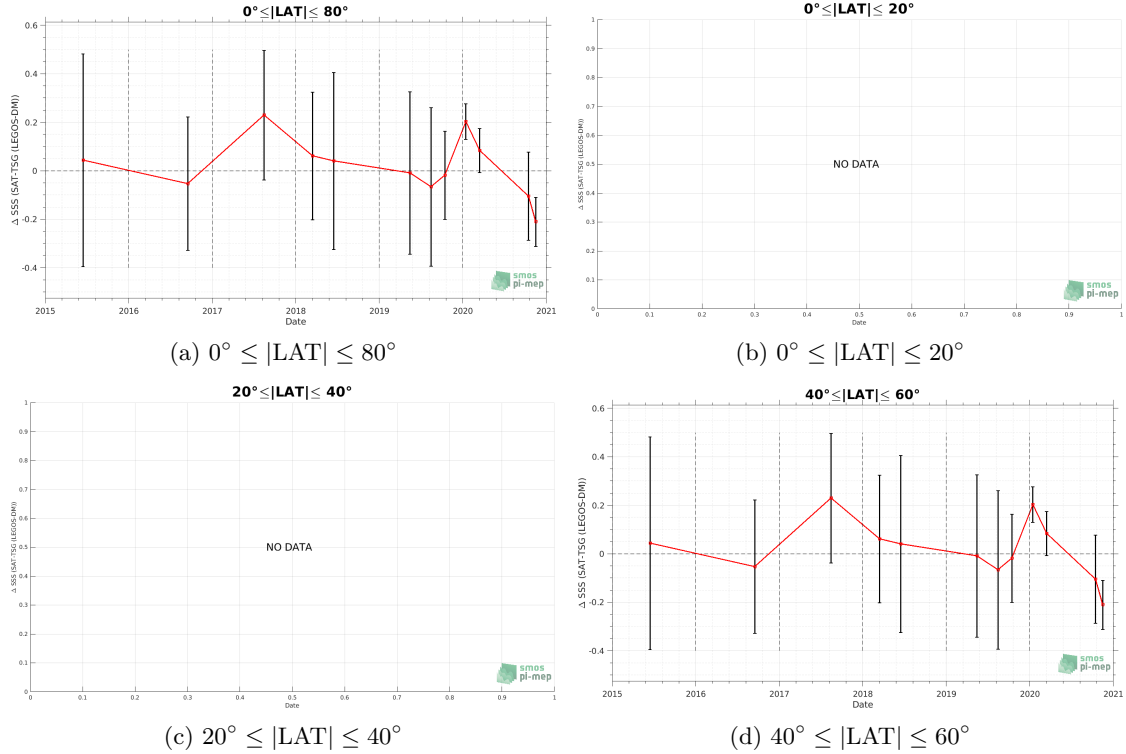 0°≤|LAT|≤ 80°
0.6
0.4
0.2
0
-0.2
-0.4
Δ SSS (SAT-TSG (LEGOS-DM))
2015 2016 2017 2018 2019 2020 2021
Date
smos
pi-mep
(a) 0° ≤ |LAT| ≤ 80°
0°≤|LAT|≤ 20°
1
0.9
0.8
0.7
0.6
0.5
0.4
0.3
0.2
0.1
0
Δ SSS (SAT-TSG (LEGOS-DM))
NO DATA
0 0.1 0.2 0.3 0.4 0.5 0.6 0.7 0.8 0.9 1
Date
smos
pi-mep
(b) 0° ≤ |LAT| ≤ 20°
20°≤|LAT|≤ 40°
1
0.9
0.8
0.7
0.6
0.5
0.4
0.3
0.2
0.1
0
Δ SSS (SAT-TSG (LEGOS-DM))
NO DATA
0 0.1 0.2 0.3 0.4 0.5 0.6 0.7 0.8 0.9 1
Date
smos
pi-mep
(c) 20° ≤ |LAT| ≤ 40°
40°≤|LAT|≤ 60°
0.6
0.4
0.2
0
-0.2
-0.4
Δ SSS (SAT-TSG (LEGOS-DM))
2015 2016 2017 2018 2019 2020 2021
Date
smos
pi-mep
(d) 40° ≤ |LAT| ≤ 60°